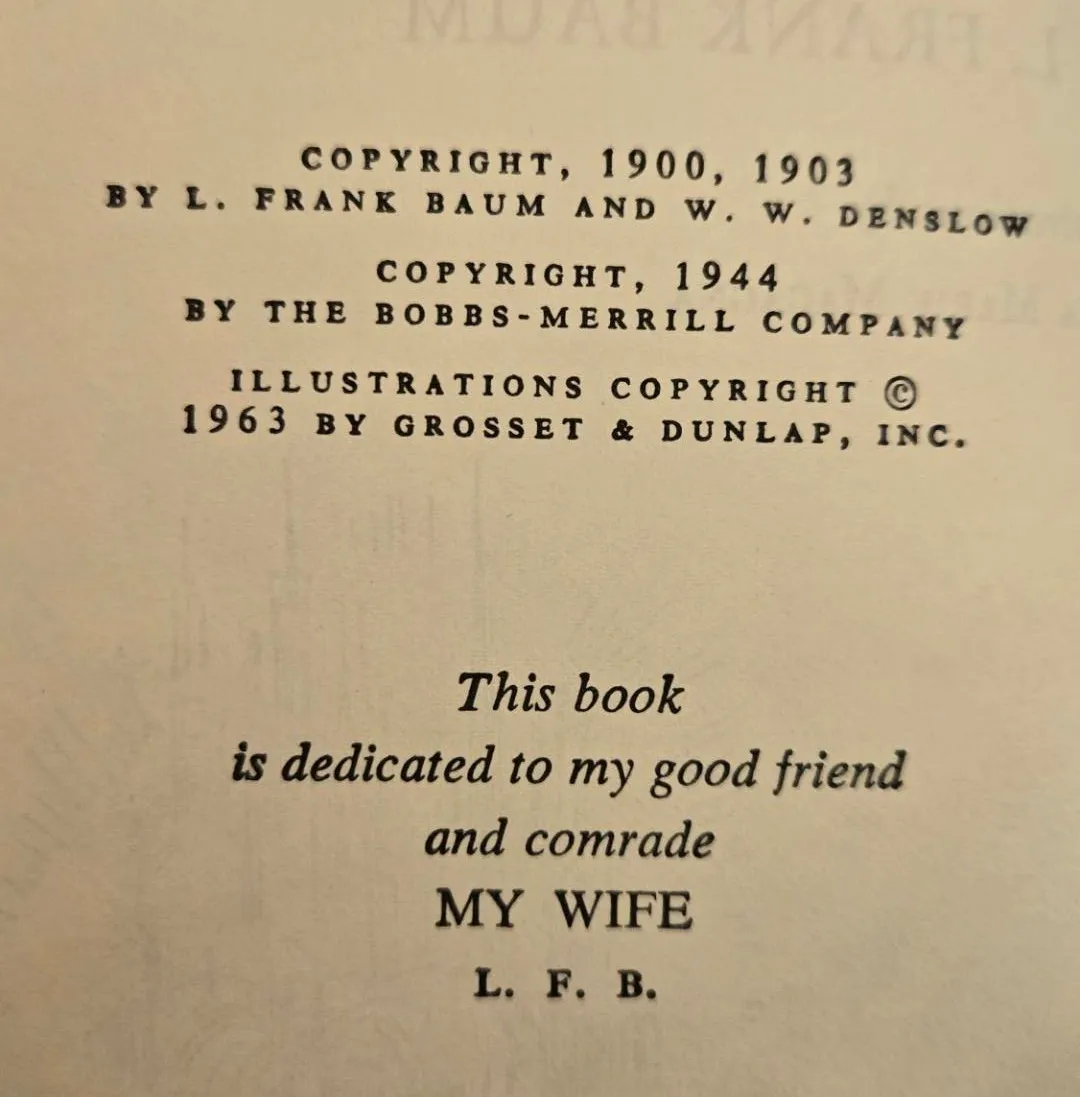 COPYRIGHT, 1900, 1903
BY L. FRANK BAUM AND W. W. DENSLOW
COPYRIGHT, 1944
BY THE BOBBS-MERRILL COMPANY
ILLUSTRATIONS COPYRIGHT ©
1963 BY GROSSET & DUNLAP, INC.
This book
is dedicated to my good friend
and comrade
MY WIFE
L. F. B.